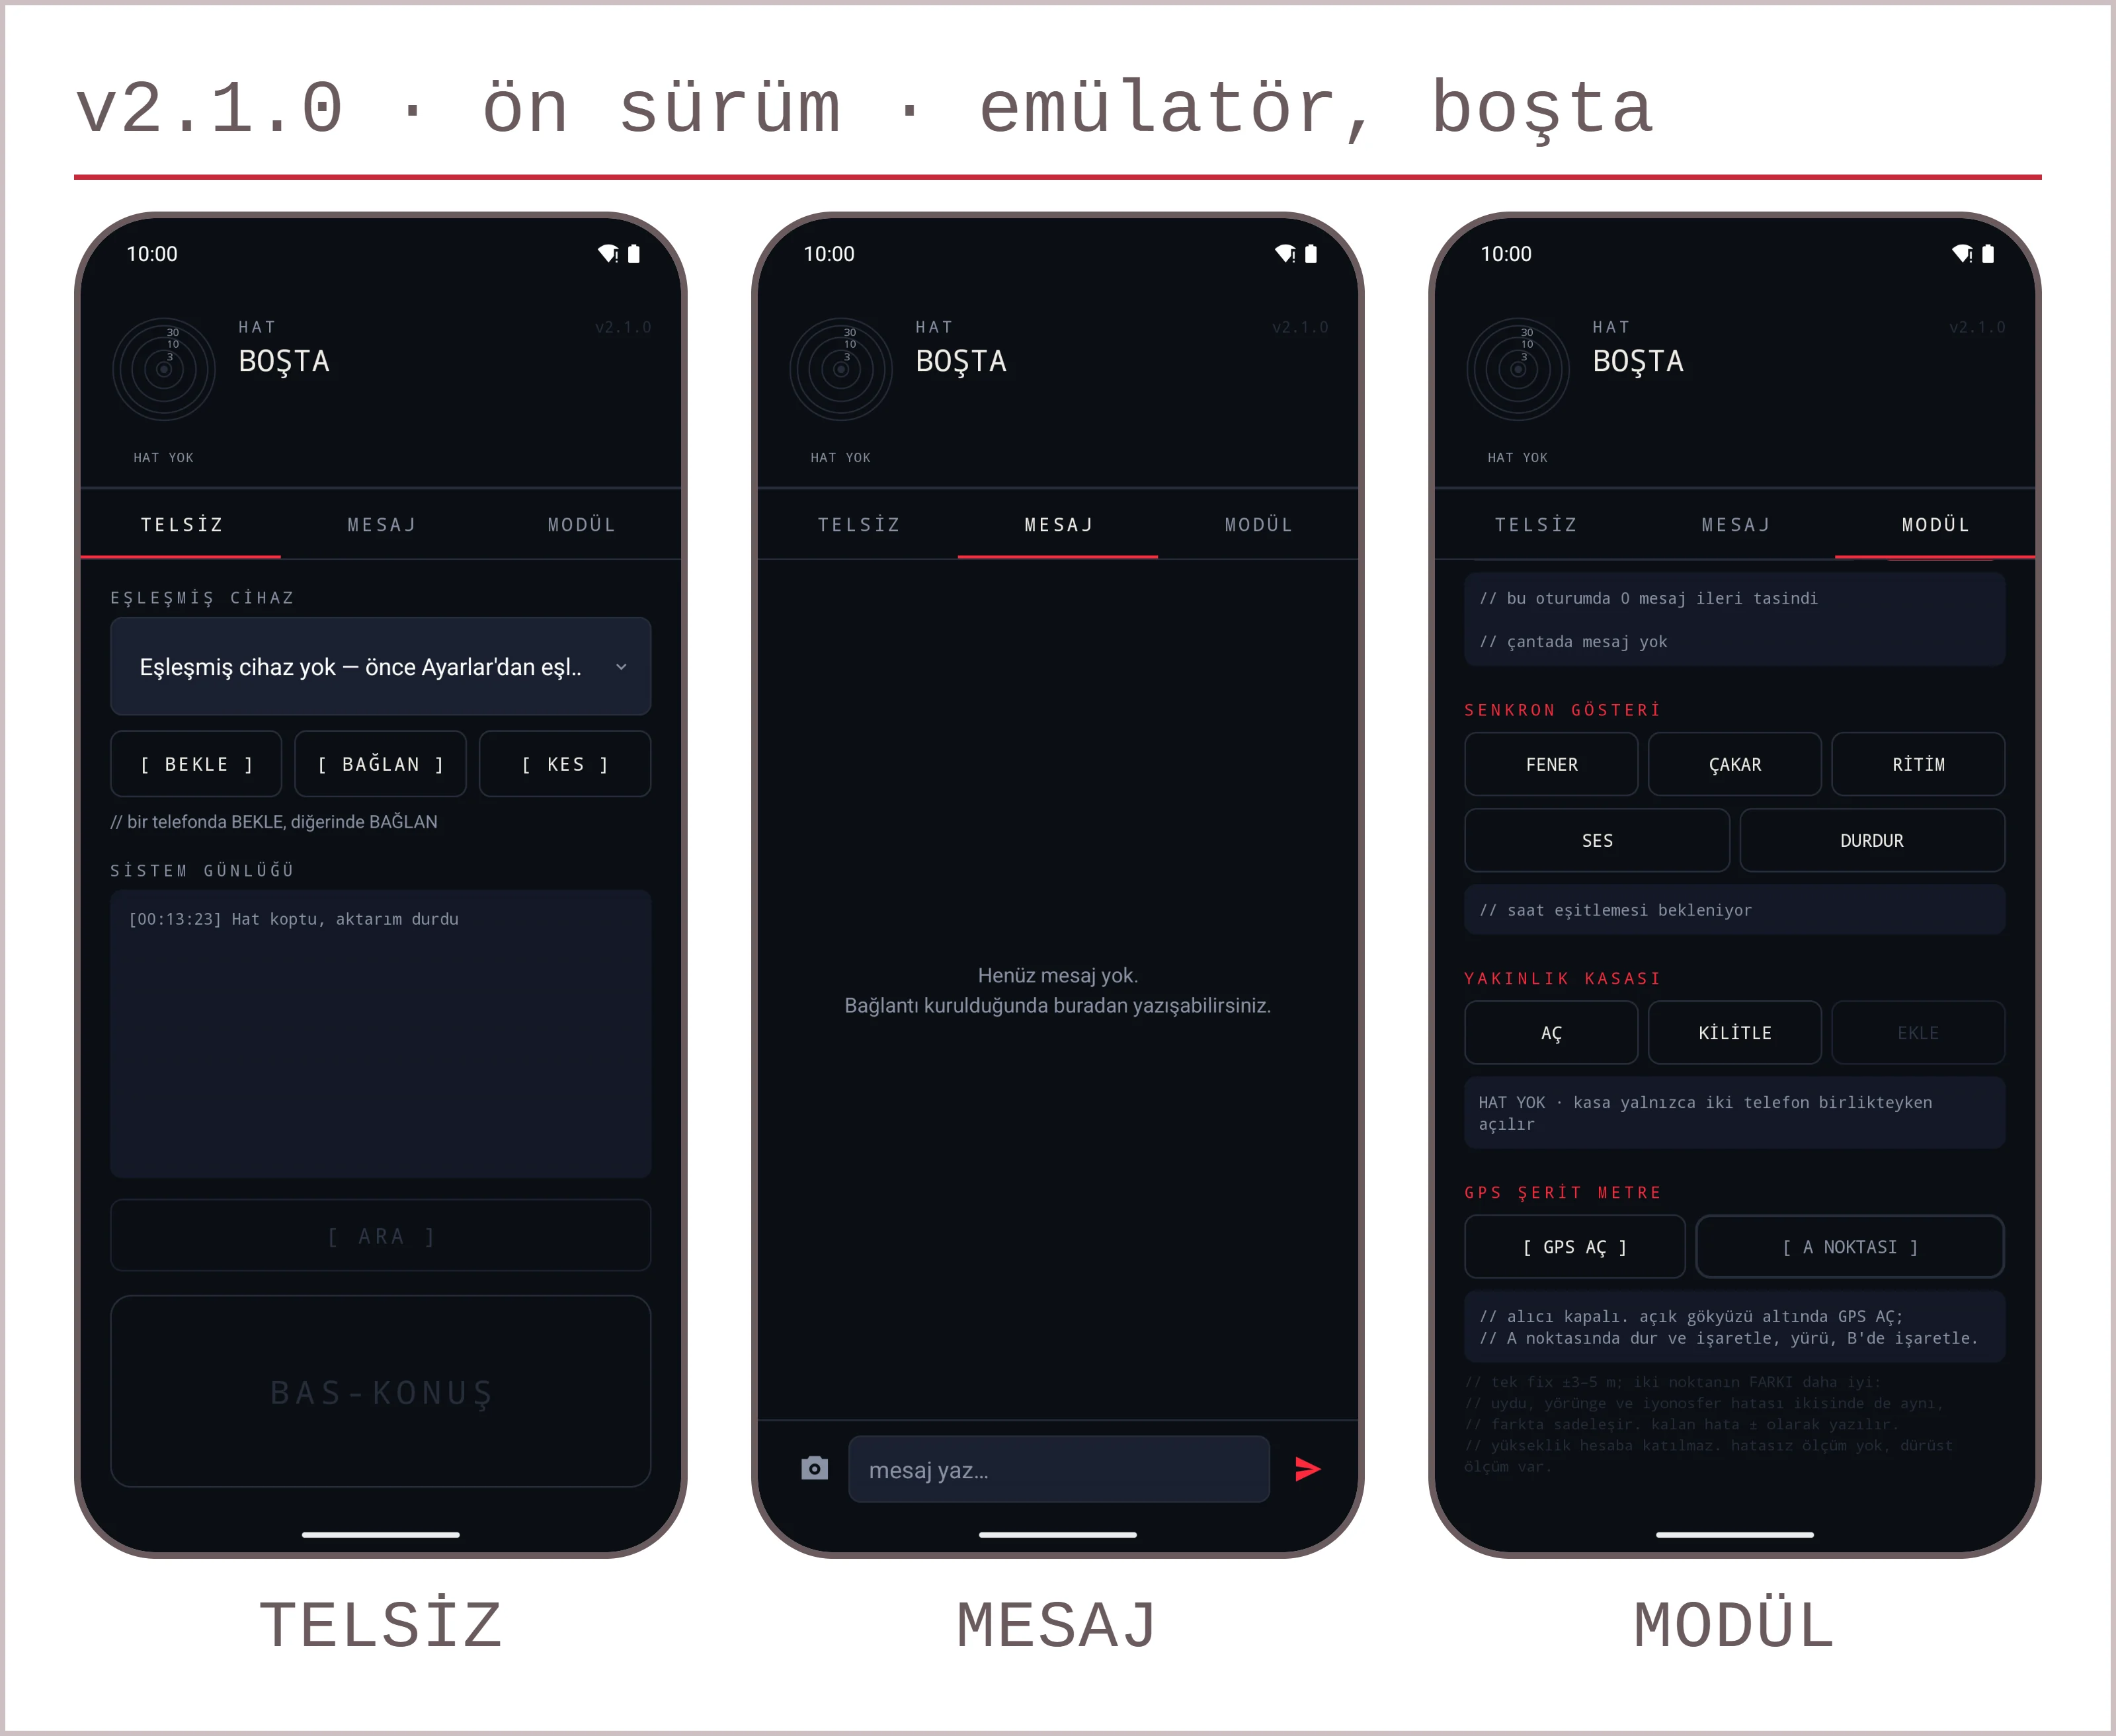 v2.1.0 · ön sürüm · emülatör, boşta
10:00
HAT
v2.1.0
BOŞTA
30
10
3
HAT YOK
TELSİZ MESAJ MODÜL
EŞLEŞMİŞ CİHAZ
Eşleşmiş cihaz yok — önce Ayarlar'dan eşl..
[ BEKLE ] [ BAĞLAN ] [ KES ]
// bir telefonda BEKLE, diğerinde BAĞLAN
SİSTEM GÜNLÜĞÜ
[00:13:23] Hat koptu, aktarım durdu
[ ARA ]
BAS-KONUŞ
TELSİZ
10:00
HAT
v2.1.0
BOŞTA
30
10
3
HAT YOK
TELSİZ MESAJ MODÜL
Henüz mesaj yok.
Bağlantı kurulduğunda buradan yazışabilirsiniz.
mesaj yaz...
MESAJ
10:00
HAT
v2.1.0
BOŞTA
30
10
3
HAT YOK
TELSİZ MESAJ MODÜL
// bu oturumda 0 mesaj ileri tasindi
// çantada mesaj yok
SENKRON GÖSTERİ
FENER ÇAKAR RİTİM
SES DURDUR
// saat eşitlemesi bekleniyor
YAKINLIK KASASI
AÇ KİLİTLE EKLE
HAT YOK · kasa yalnızca iki telefon birlikteyken
açılır
GPS ŞERİT METRE
[ GPS AÇ ] [ A NOKTASI ]
// alıcı kapalı. açık gökyüzü altında GPS AÇ;
// A noktasında dur ve işaretle, yürü, B'de işaretle.
// tek fix ±3–5 m; iki noktanın FARKI daha iyi:
// uydu, yörünge ve iyonosfer hatası ikisinde de aynı,
// farkta sadeleşir. kalan hata ± olarak yazılır.
// yükseklik hesaba katılmaz. hatasız ölçüm yok, dürüst
ölçüm var.
MODÜL